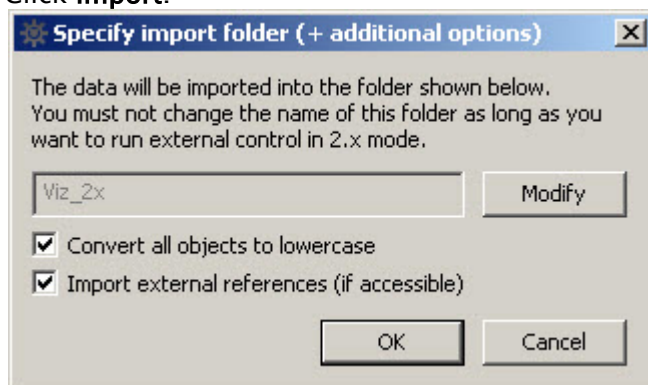 Click Import.
Specify import folder (+ additional options)
The data will be imported into the folder shown below.
You must not change the name of this folder as long as you
want to run external control in 2.x mode.
Viz_2x
Modify
Convert all objects to lowercase
Import external references (if accessible)
OK
Cancel